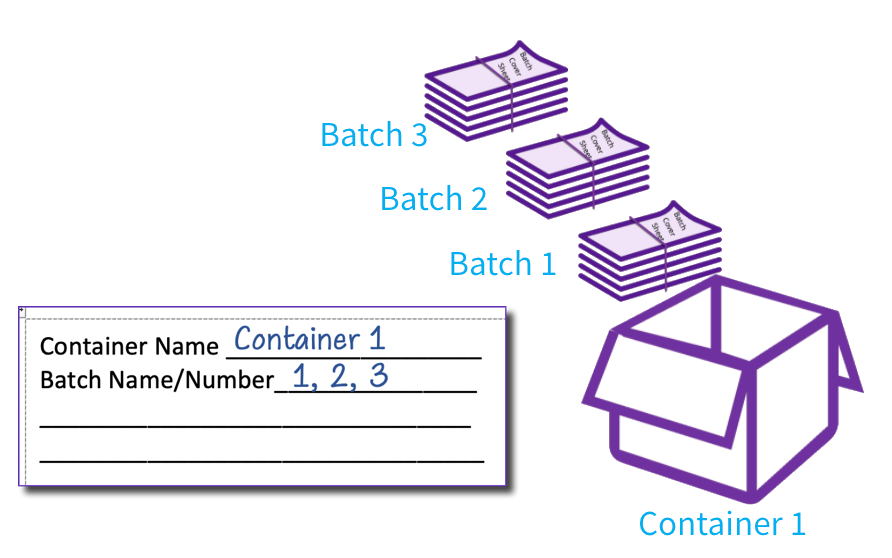 Batch
Cover
Sheet
Batch 3
Batch
Cover
Sheet
Batch 2
Batch
Cover
Sheet
Batch 1
Container Name Container 1
Batch Name/Number 1, 2, 3
Container 1